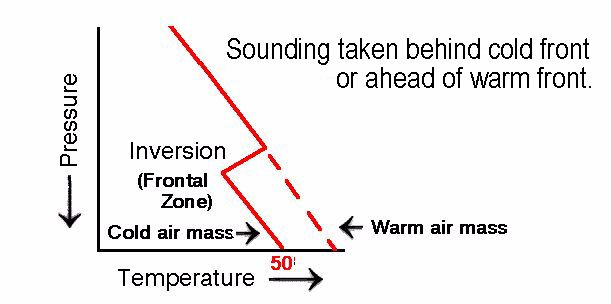 Sounding taken behind cold front
or ahead of warm front.
Pressure
Inversion
(Frontal
Zone)
Cold air mass
Warm air mass
50°
Temperature